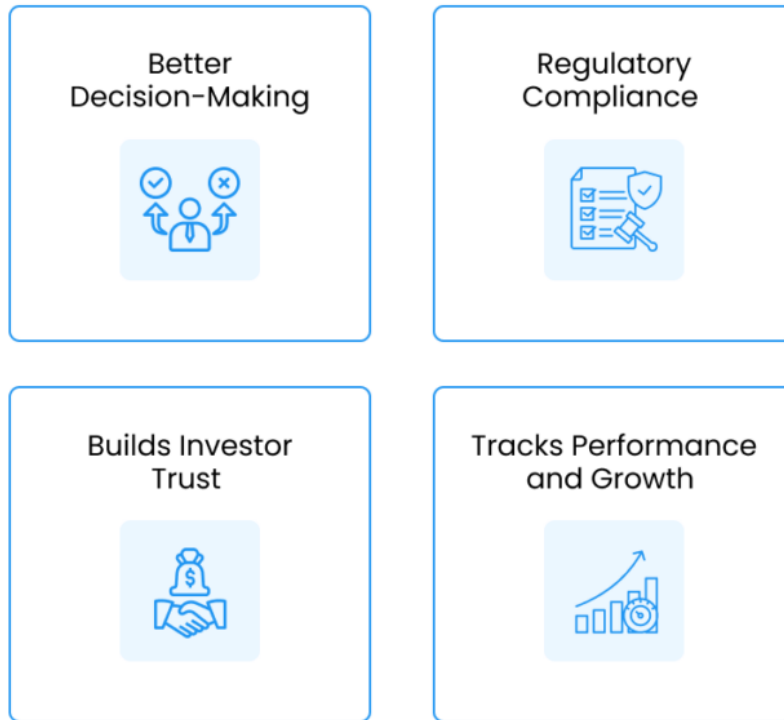 Better
Decision-Making
Regulatory
Compliance
Builds Investor
Trust
$
Tracks Performance
and Growth